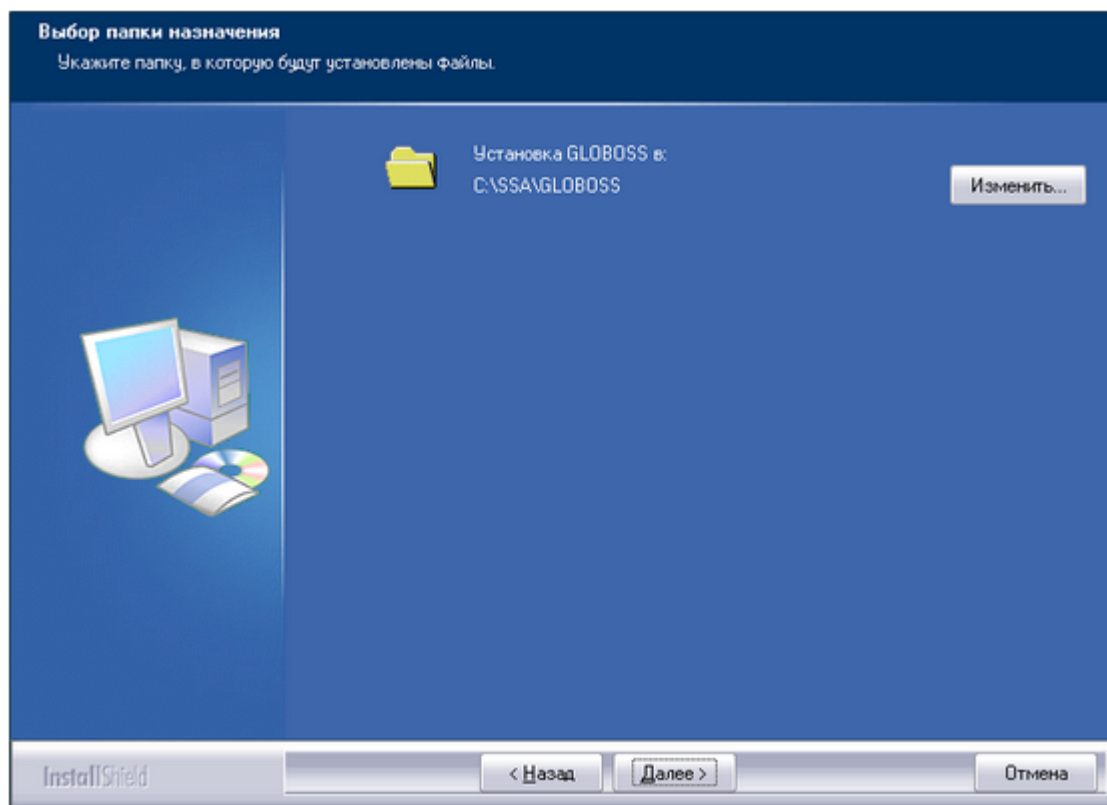 Выбор папки назначения
Укажите папку, в которую будут установлены файлы.
Установка GLOBOSS в:
C:\SSA\GLOBOSS
Изменить...
InstallShield
< Назад
Далее >
Отмена